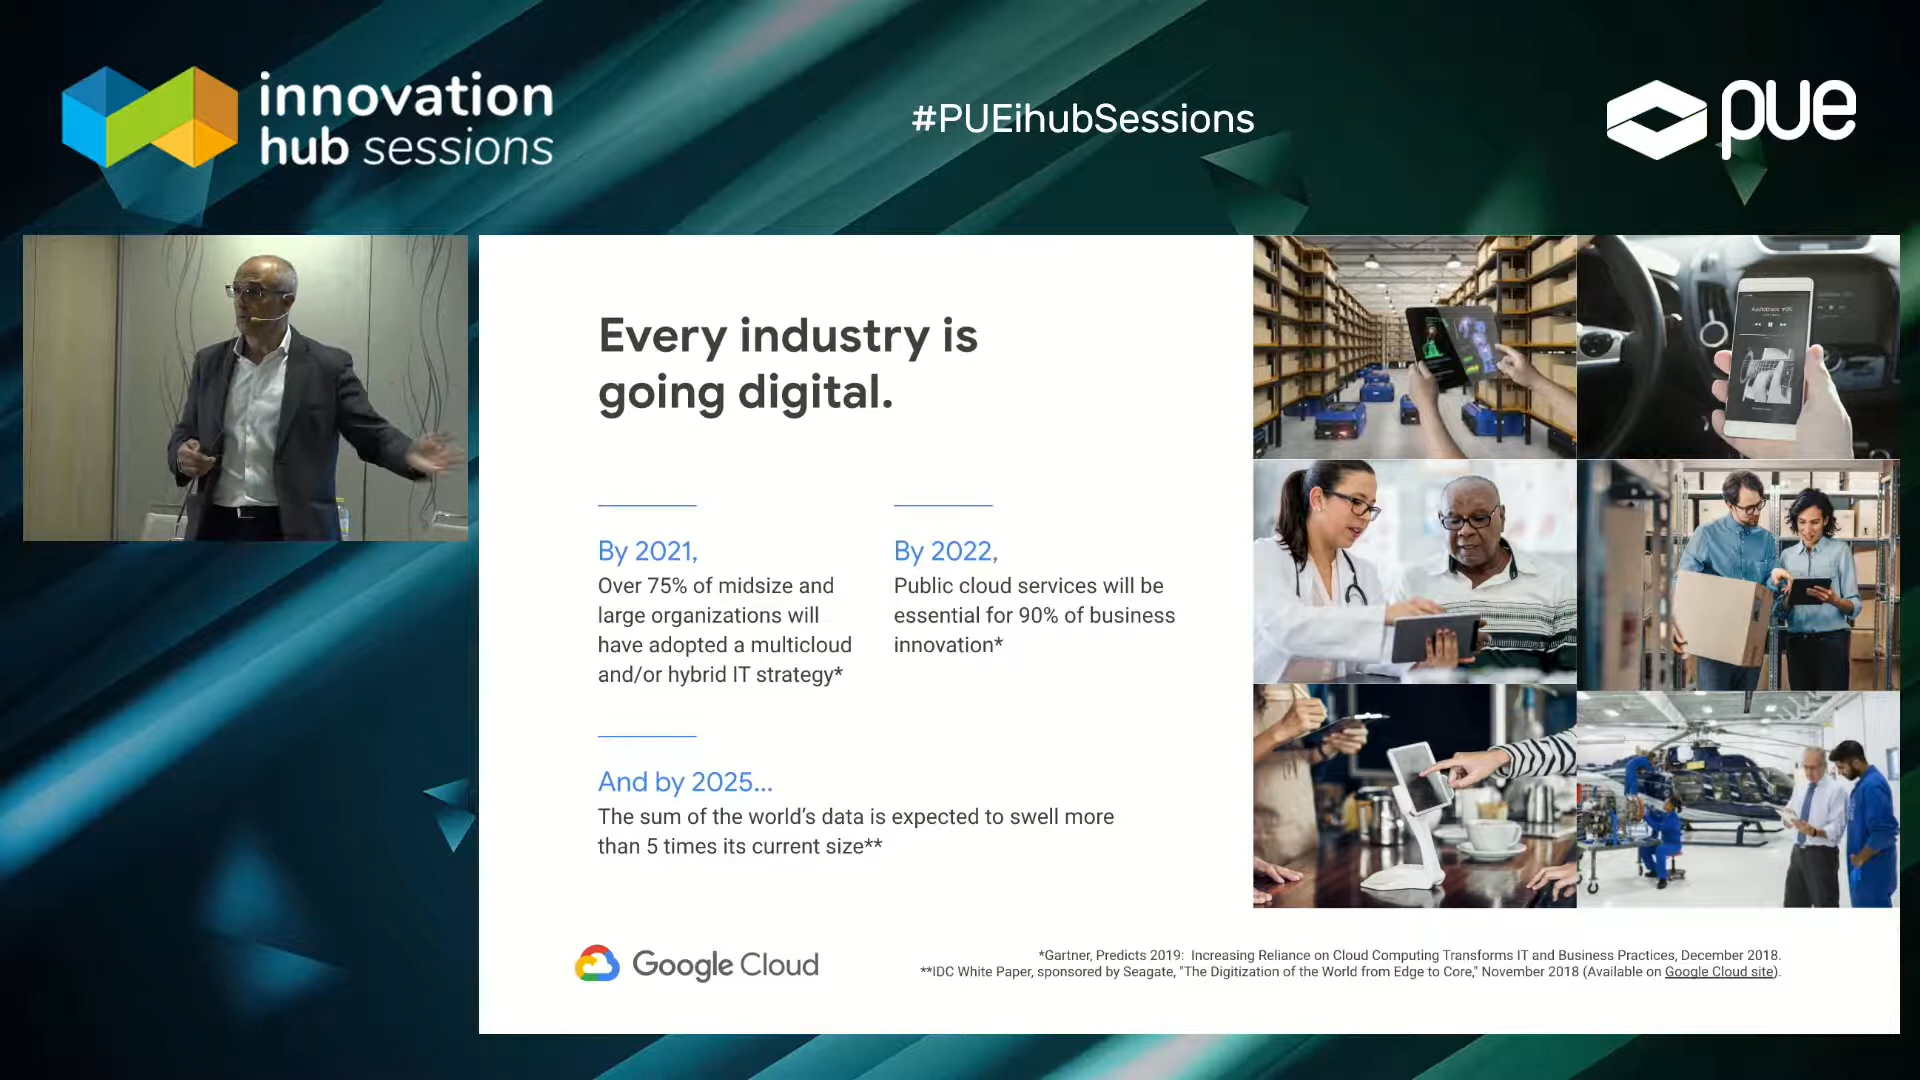 innovation
hub sessions
#PUEihubSessions
pue
Every industry is
going digital.
By 2021,
Over 75% of midsize and
large organizations will
have adopted a multicloud
and/or hybrid IT strategy*
By 2022,
Public cloud services will be
essential for 90% of business
innovation*
And by 2025...
The sum of the world’s data is expected to swell more
than 5 times its current size**
Google Cloud
*Gartner, Predicts 2019: Increasing Reliance on Cloud Computing Transforms IT and Business Practices, December 2018.
**IDC White Paper, sponsored by Seagate, "The Digitization of the World from Edge to Core," November 2018 (Available on Google Cloud site).